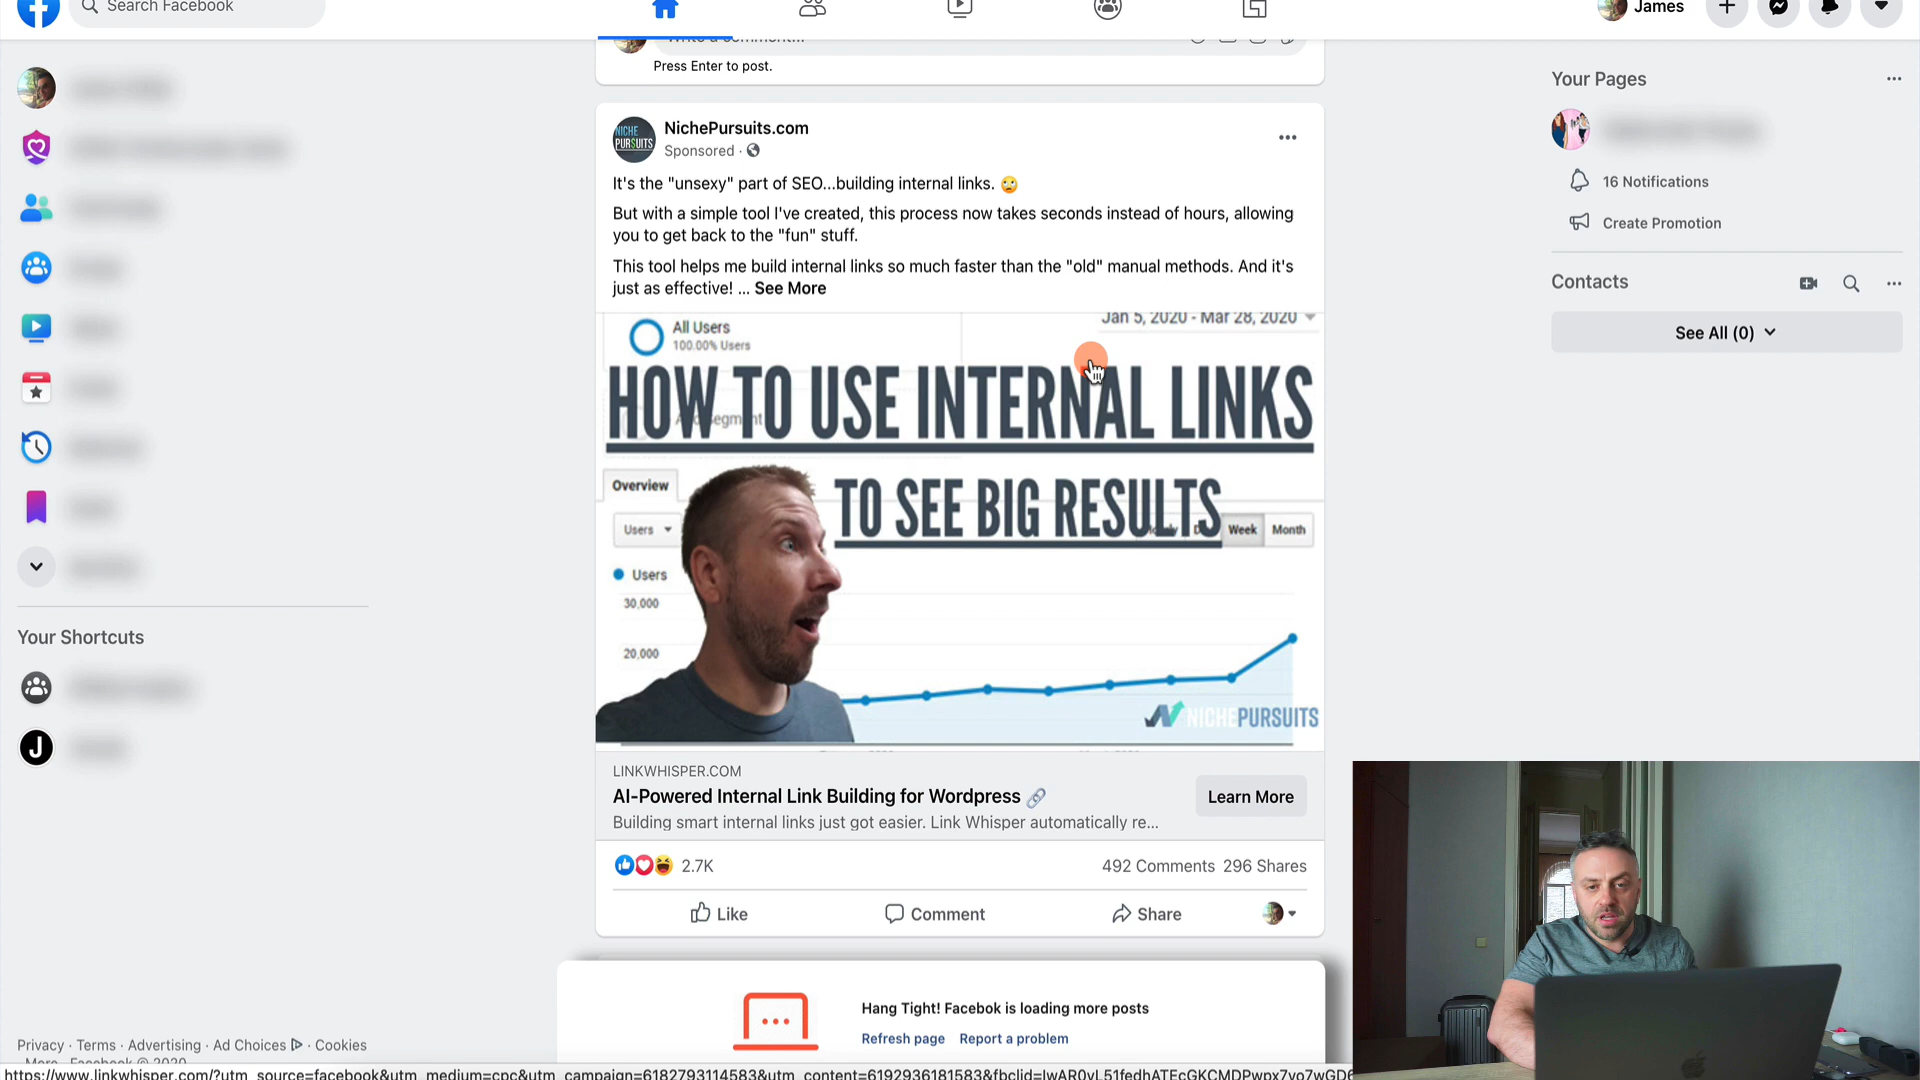 Search Facebook
James
Press Enter to post.
NichePursuits.com
Sponsored ·
It's the "unsexy" part of SEO...building internal links. 🙄
But with a simple tool I've created, this process now takes seconds instead of hours, allowing
you to get back to the "fun" stuff.
This tool helps me build internal links so much faster than the "old" manual methods. And it's
just as effective! ... See More
NICHE
PURSUITS
All Users
100.00% Users
Jan 5, 2020 - Mar 28, 2020
HOW TO USE INTERNAL LINKS
TO SEE BIG RESULTS
Overview
Users
Week
Month
Users
30,000
20,000
NICHEPURSUITS
LINKWHISPER.COM
AI-Powered Internal Link Building for Wordpress 🔗
Building smart internal links just got easier. Link Whisper automatically re...
Learn More
2.7K
492 Comments 296 Shares
Like
Comment
Share
Hang Tight! Facebok is loading more posts
Refresh page Report a problem
Your Shortcuts
J
Privacy · Terms · Advertising · Ad Choices · Cookies
More · Facebook © 2020
Your Pages
16 Notifications
Create Promotion
Contacts
See All (0)
https://www.linkwhisper.com/?utm_source=facebook&utm_medium=cpc&utm_campaign=6182793114583&utm_content=6192936181583&fbclid=